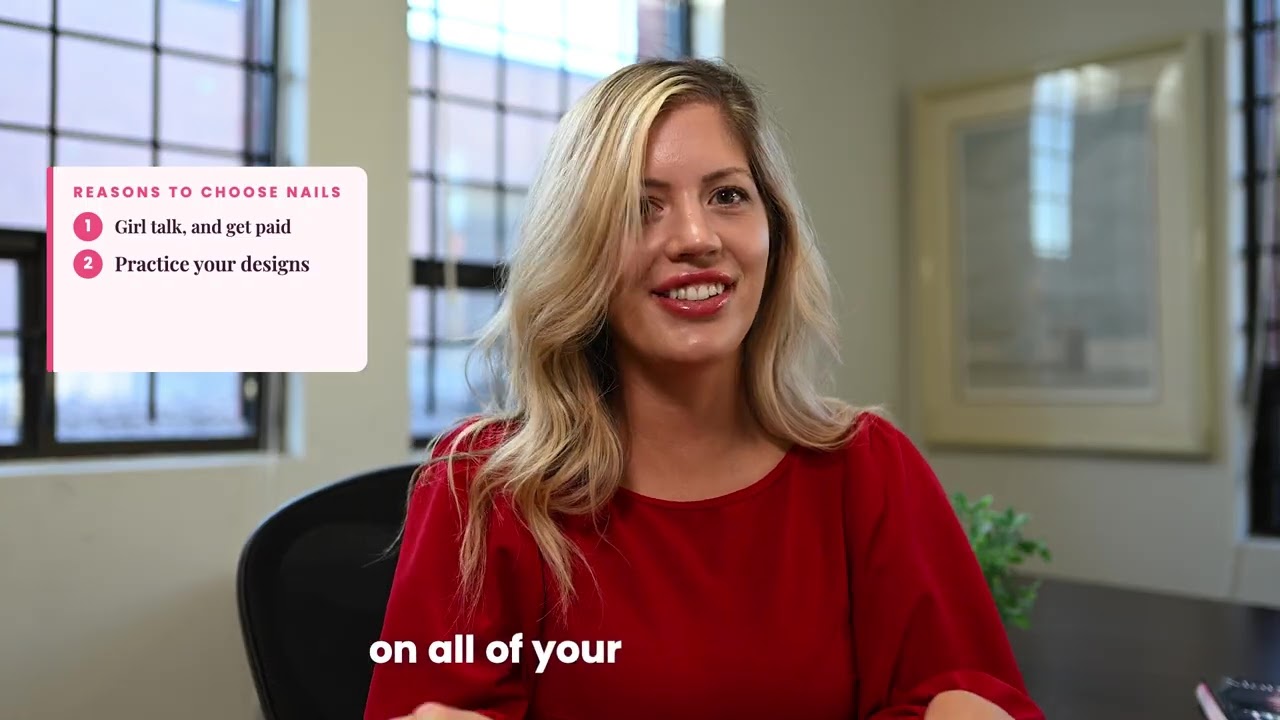 REASONS TO CHOOSE NAILS
1 Girl talk, and get paid
2 Practice your designs
on all of your